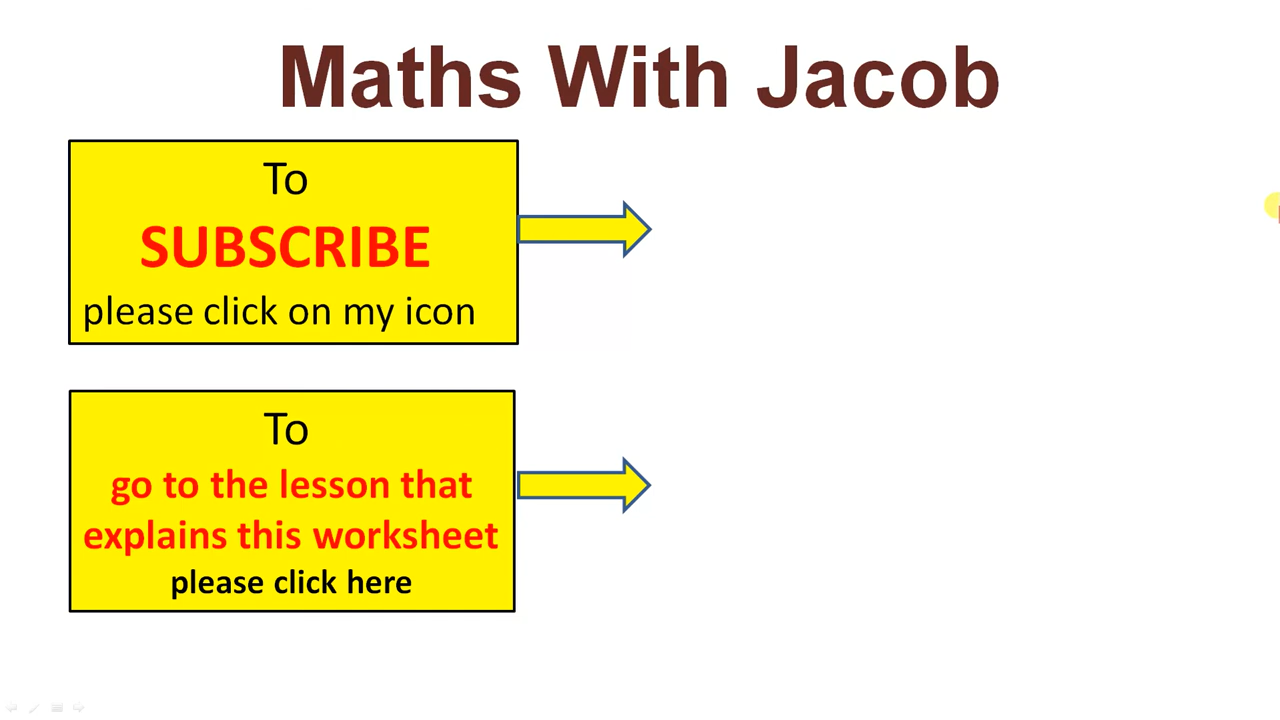 Maths With Jacob
To
SUBSCRIBE
please click on my icon
To
go to the lesson that
explains this worksheet
please click here